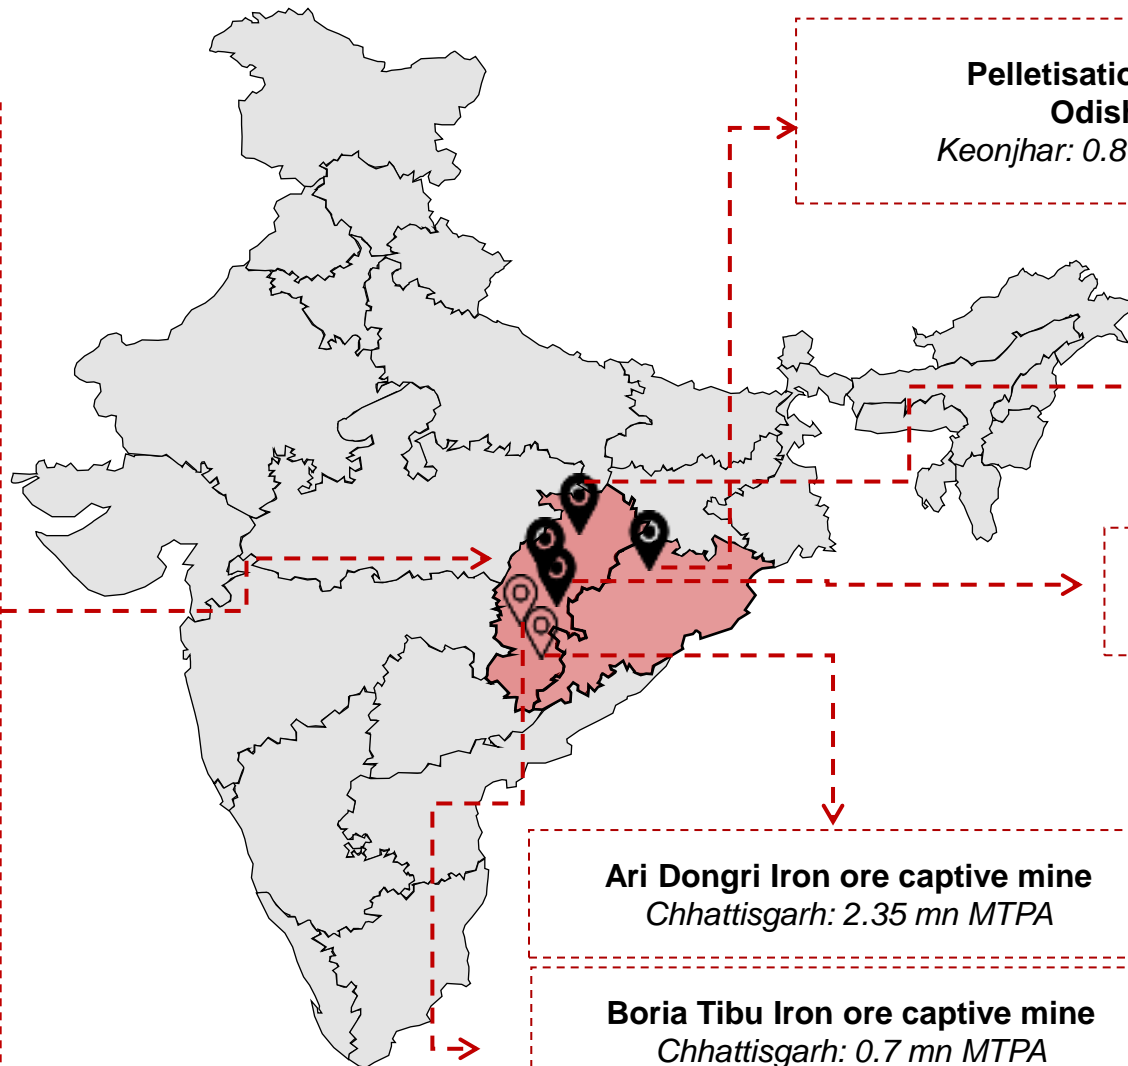 Pelletisatio
Odish
Keonjhar: 0.8
Ari Dongri Iron ore captive mine
Chhattisgarh: 2.35 mn MTPA
Boria Tibu Iron ore captive mine
Chhattisgarh: 0.7 mn MTPA